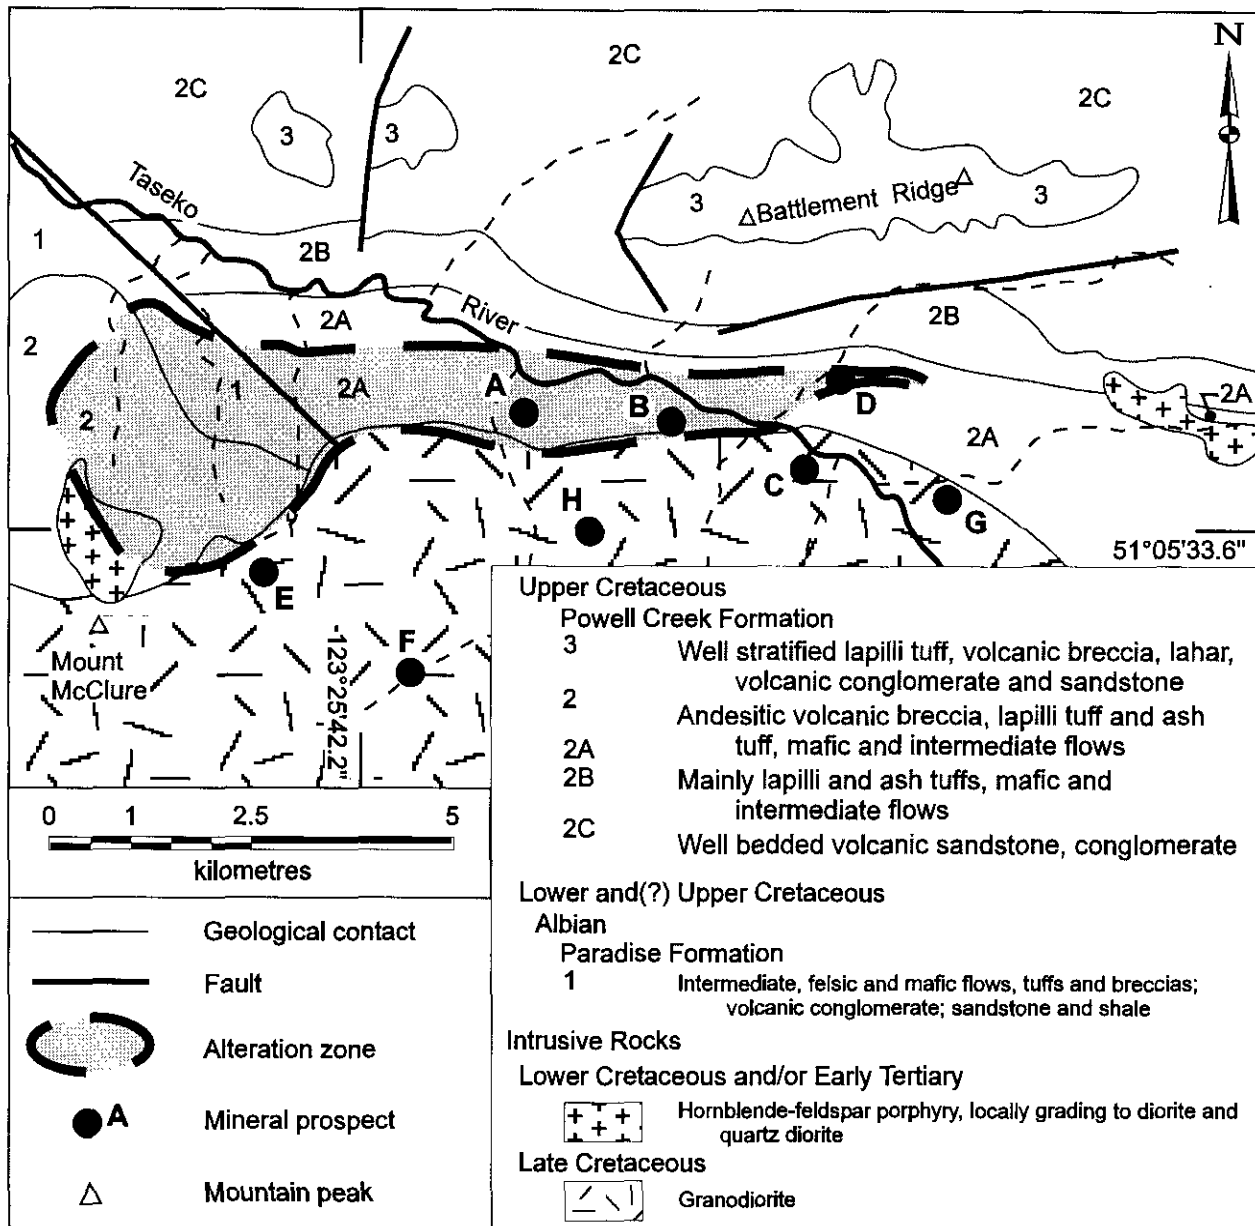 2C
2C
N
2C
3
3
Taseko
3
Battlement Ridge
3
1
2B
River
2A
2B
2
1
2A
A
B
D
2A
2A
2
C
H
G
51°05'33.6"
E
F
Mount
McClure
-123°25'42.2"
0 1 2.5 5
kilometres
Geological contact
Fault
Alteration zone
A Mineral prospect
Mountain peak
Upper Cretaceous
Powell Creek Formation
3 Well stratified lapilli tuff, volcanic breccia, lahar,
volcanic conglomerate and sandstone
2 Andesitic volcanic breccia, lapilli tuff and ash
2A tuff, mafic and intermediate flows
2B Mainly lapilli and ash tuffs, mafic and
intermediate flows
2C Well bedded volcanic sandstone, conglomerate
Lower and(?) Upper Cretaceous
Albian
Paradise Formation
1 Intermediate, felsic and mafic flows, tuffs and breccias;
volcanic conglomerate; sandstone and shale
Intrusive Rocks
Lower Cretaceous and/or Early Tertiary
Hornblende-feldspar porphyry, locally grading to diorite and
quartz diorite
Late Cretaceous
Granodiorite